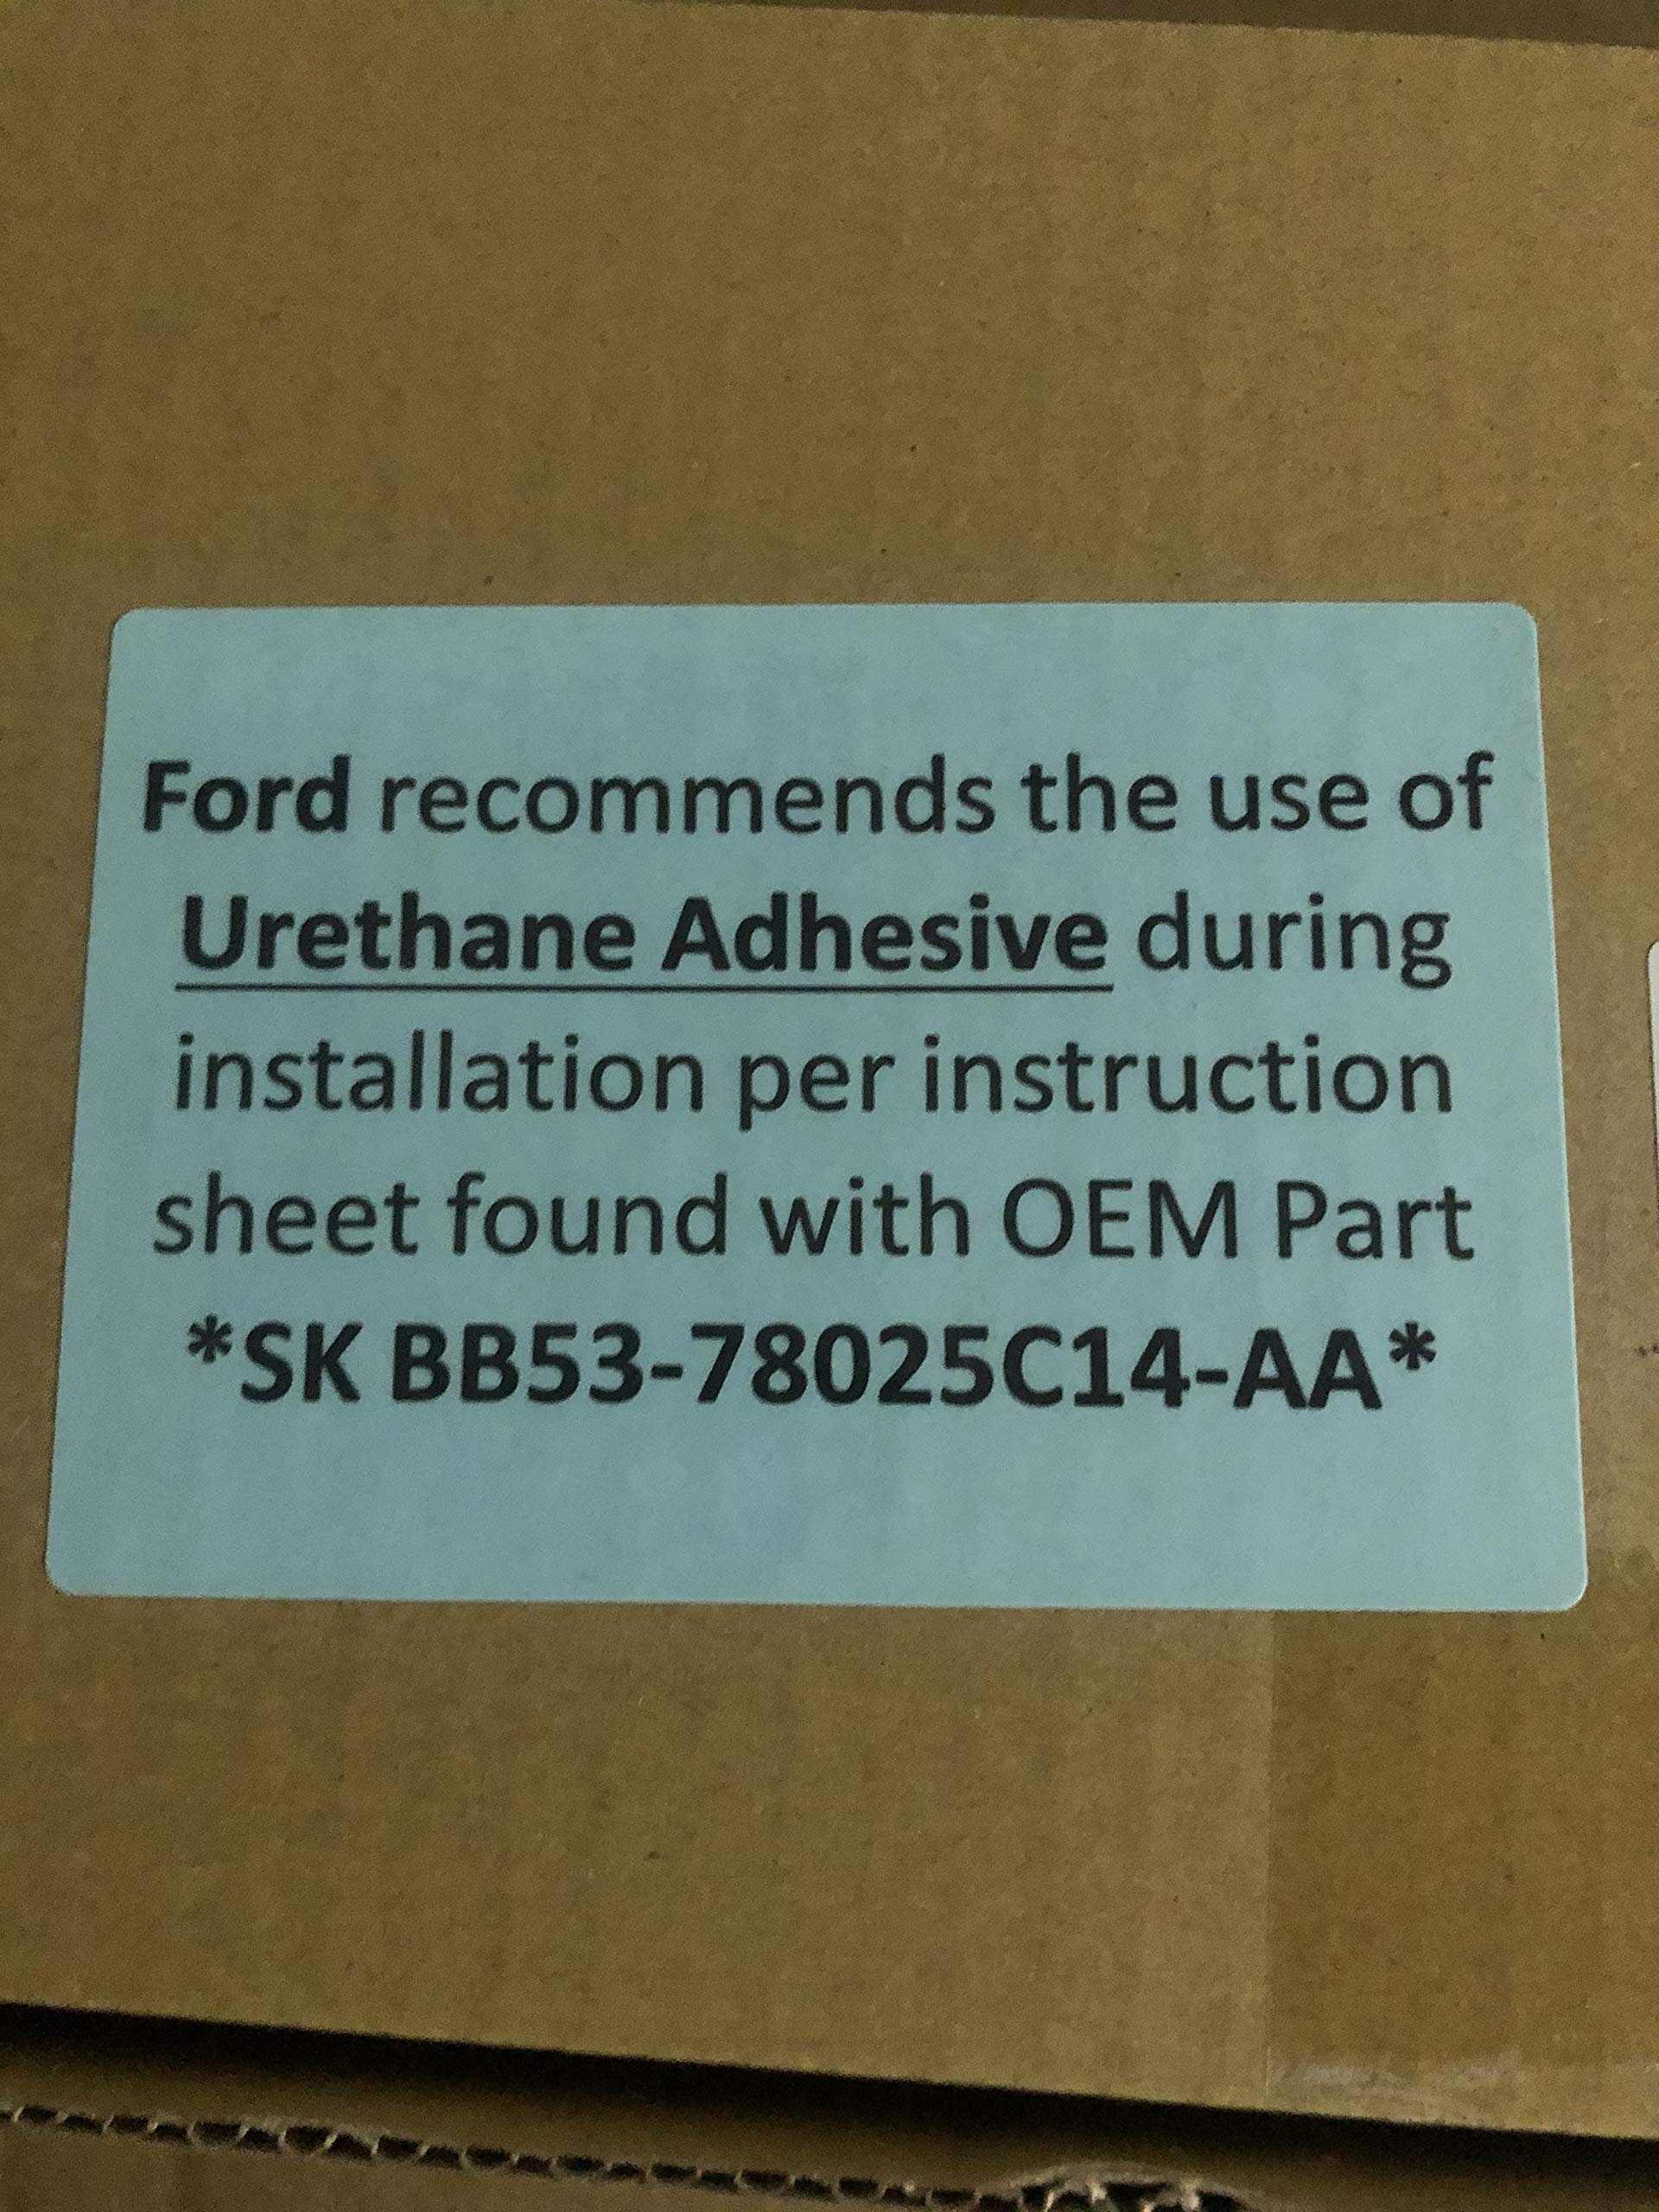 Ford recommends the use of
Urethane Adhesive during
installation per instruction
sheet found with OEM Part
*SK BB53-78025C14-AA*